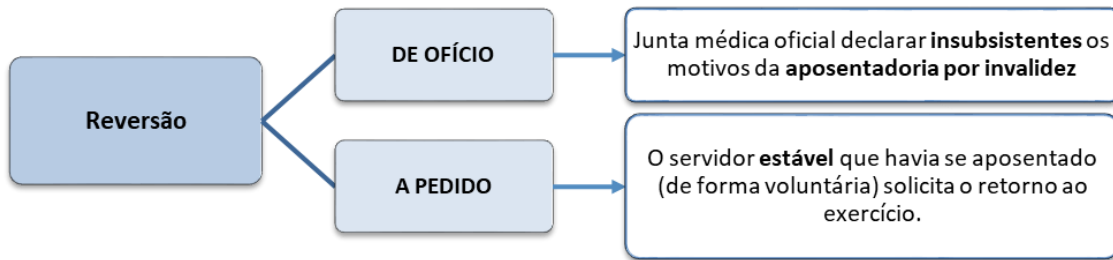 Reversão
DE OFÍCIO
Junta médica oficial declarar insubsistentes os
motivos da aposentadoria por invalidez
A PEDIDO
O servidor estável que havia se aposentado
(de forma voluntária) solicita o retorno ao
exercício.